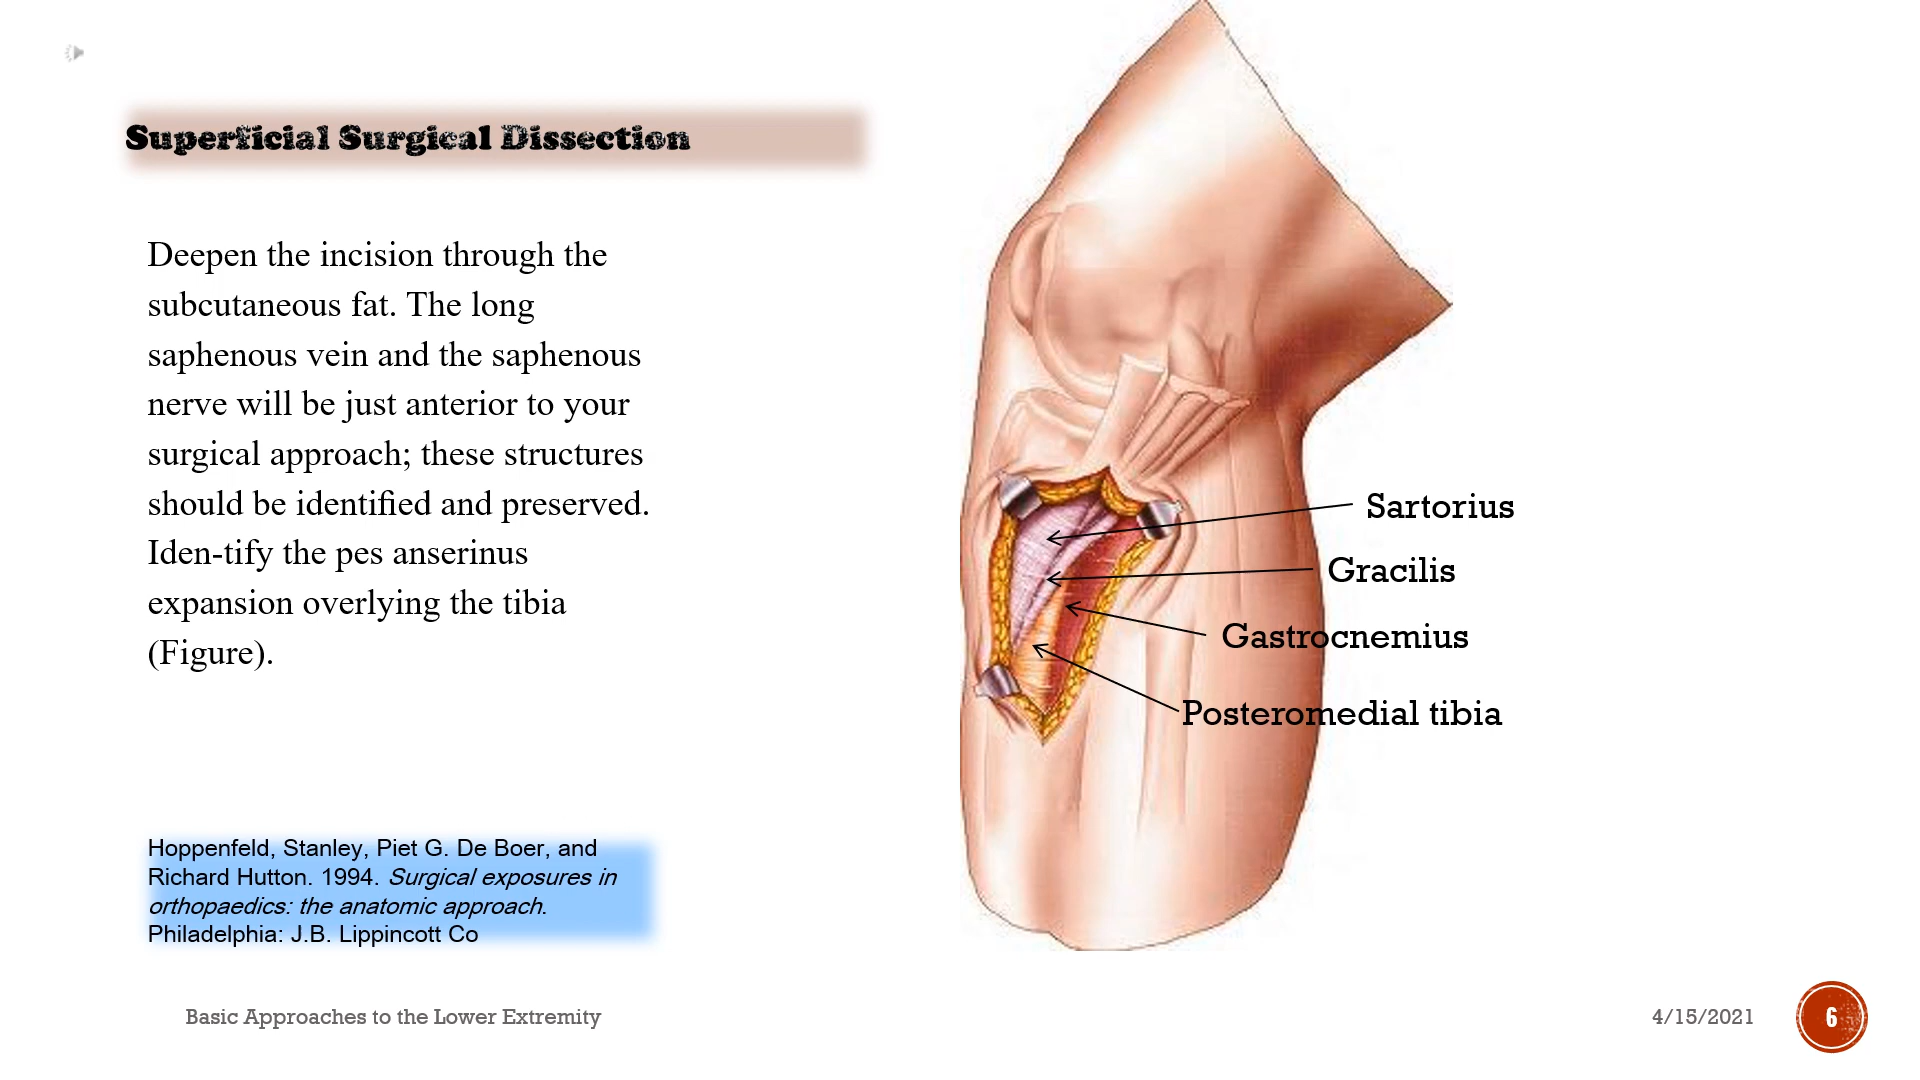 Superficial Surgical Dissection
Deepen the incision through the
subcutaneous fat. The long
saphenous vein and the saphenous
nerve will be just anterior to your
surgical approach; these structures
should be identified and preserved.
Iden-tify the pes anserinus
expansion overlying the tibia
(Figure).
Sartorius
Gracilis
Gastrocnemius
Posteromedial tibia
Hoppenfeld, Stanley, Piet G. De Boer, and
Richard Hutton. 1994. Surgical exposures in
orthopaedics: the anatomic approach.
Philadelphia: J.B. Lippincott Co
Basic Approaches to the Lower Extremity
4/15/2021
6